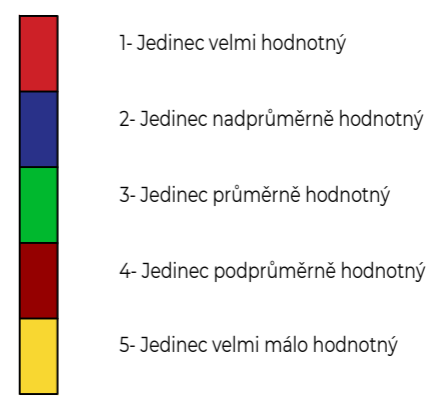 1- Jedinec velmi hodnotný
2- Jedinec nadprůměrně hodnotný
3- Jedinec průměrně hodnotný
4- Jedinec podprůměrně hodnotný
5- Jedinec velmi málo hodnotný